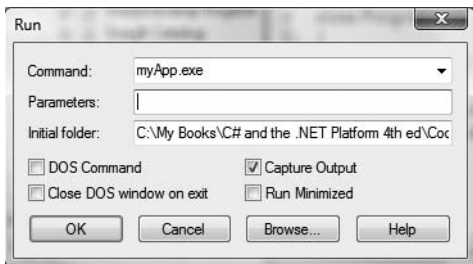 Run
Command: myApp.exe
Parameters:
Initial folder: C:\My Books\C# and the .NET Platform 4th ed\Coc
DOS Command Capture Output
Close DOS window on exit Run Minimized
OK Cancel Browse... Help